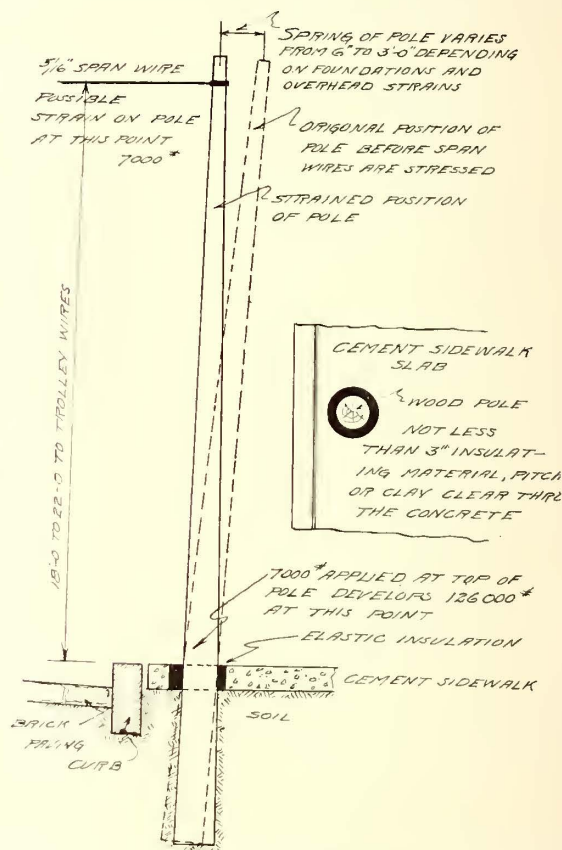 L
SPRING OF POLE VARIES
FROM 6" TO 3'-0" DEPENDING
ON FOUNDATIONS AND
OVERHEAD STRAINS
5/16" SPAN WIRE
POSSIBLE
STRAIN ON POLE
AT THIS POINT
7000#
ORIGONAL POSITION OF
POLE BEFORE SPAN
WIRES ARE STRESSED
STRAINED POSITION
OF POLE
18'-0 TO 22'-0 TO TROLLEY WIRES
CEMENT SIDEWALK
SLAB
WOOD POLE
NOT LESS
THAN 3" INSULAT-
ING MATERIAL, PITCH
OR CLAY CLEAR THRU
THE CONCRETE
7000# APPLIED AT TOP OF
POLE DEVELOPS 126000#
AT THIS POINT
ELASTIC INSULATION
CEMENT SIDEWALK
SOIL
BRICK
PAVING
CURB